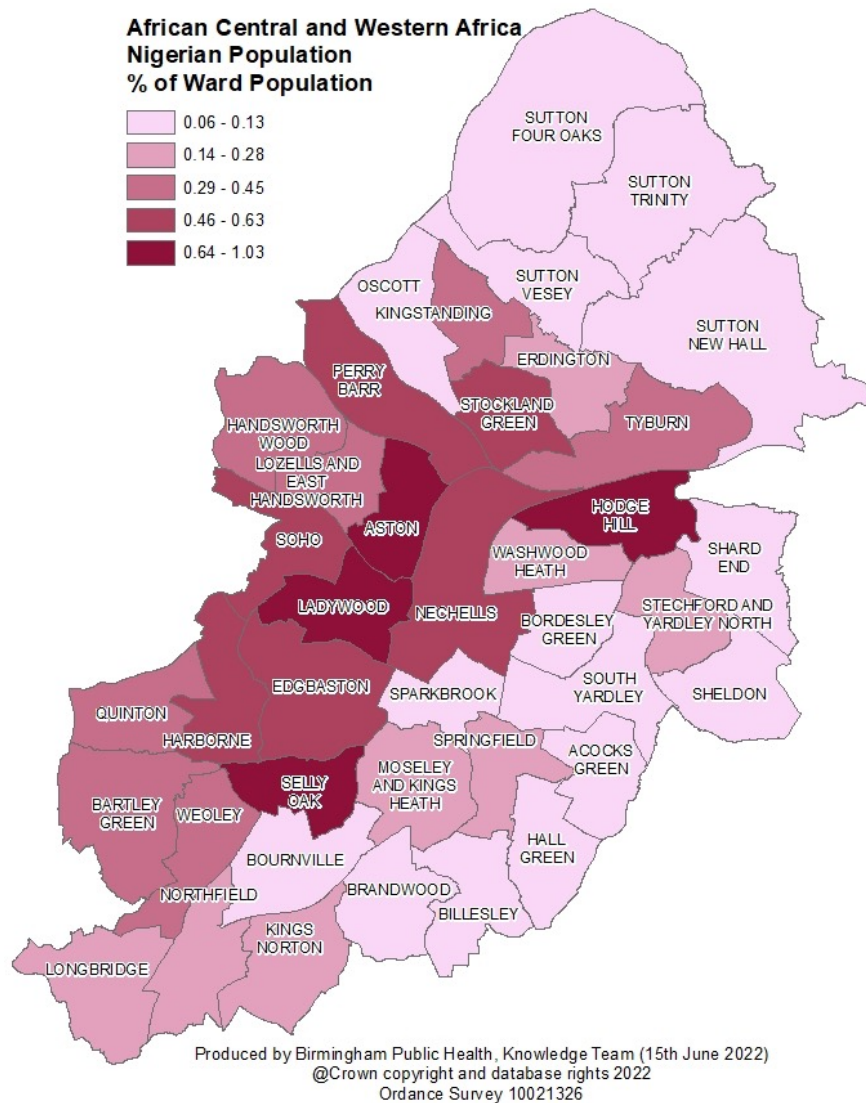 African Central and Western Africa
Nigerian Population
% of Ward Population
0.06 - 0.13
0.14 - 0.28
0.29 - 0.45
0.46 - 0.63
0.64 - 1.03
SUTTON
FOUR OAKS
SUTTON
TRINITY
SUTTON
VESEY
SUTTON
NEW HALL
OSCOTT
KINGSTANDING
ERDINGTON
PERRY
BARR
STOCKLAND
GREEN
TYBURN
HANDSWORTH
WOOD
LOZELLS AND
EAST
HANDSWORTH
ASTON
HODGE
HILL
SOHO
WASHWOOD
HEATH
SHARD
END
LADYWOOD
NECHELLS
BORDESLEY
GREEN
STECHFORD AND
YARDLEY NORTH
EDGBASTON
SPARKBROOK
SOUTH
YARDLEY
SHELDON
QUINTON
HARBORNE
SPRINGFIELD
ACOCKS
GREEN
SELLY
OAK
MOSELEY
AND KINGS
HEATH
BARTLEY
GREEN
WEOLEY
HALL
GREEN
BOURNVILLE
BRANDWOOD
BILLESLEY
NORTHFIELD
KINGS
NORTON
LONGBRIDGE
Produced by Birmingham Public Health, Knowledge Team (15th June 2022)
@Crown copyright and database rights 2022
Ordance Survey 10021326